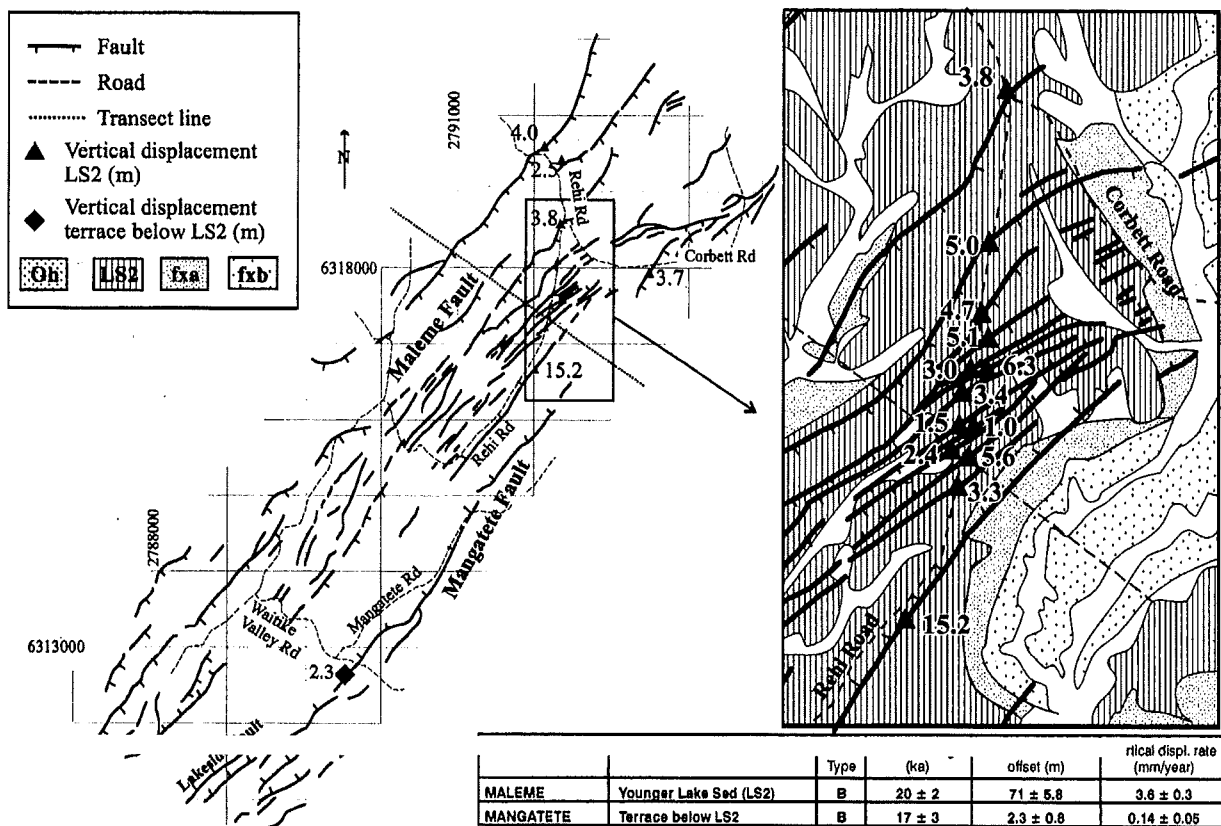 Fault
Road
Transect line
Vertical displacement
LS2 (m)
Vertical displacement
terrace below LS2 (m)
Oh LS2 fxa fxb
N
2791000
4.0
2.5
Rehi Rd
3.8
Corbett Rd
3.7
6318000
Maleme Fault
15.2
Rehi Rd
Mangatete Fault
2788000
Mangatete Rd
Waitike
Valley Rd
6313000
2.3
3.8
Corbett Road
5.0
4.7
5.1
3.0
6.3
3.4
1.5
1.0
2.4
5.6
3.3
15.2
Rehi Road
rtical displ. rate
Type (ka) offset (m) (mm/year)
MALEME Younger Lake Sed (LS2) B 20 ± 2 71 ± 5.8 3.6 ± 0.3
MANGATETE Terrace below LS2 B 17 ± 3 2.3 ± 0.8 0.14 ± 0.05